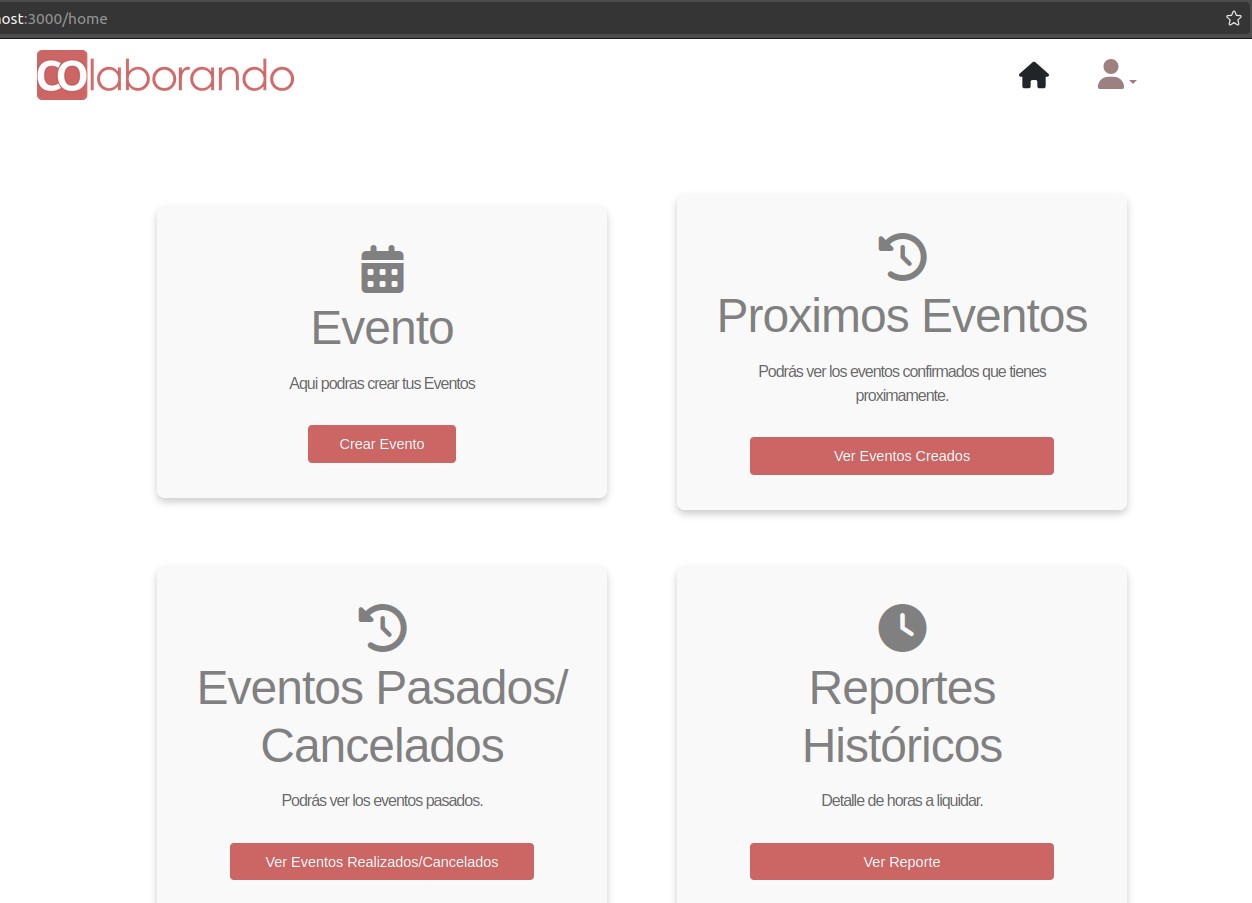 ost:3000/home
COlaborando
Evento
Aqui podras crear tus Eventos
Crear Evento
Proximos Eventos
Podrás ver los eventos confirmados que tienes
proximamente.
Ver Eventos Creados
Eventos Pasados/
Cancelados
Podrás ver los eventos pasados.
Ver Eventos Realizados/Cancelados
Reportes
Históricos
Detalle de horas a liquidar.
Ver Reporte